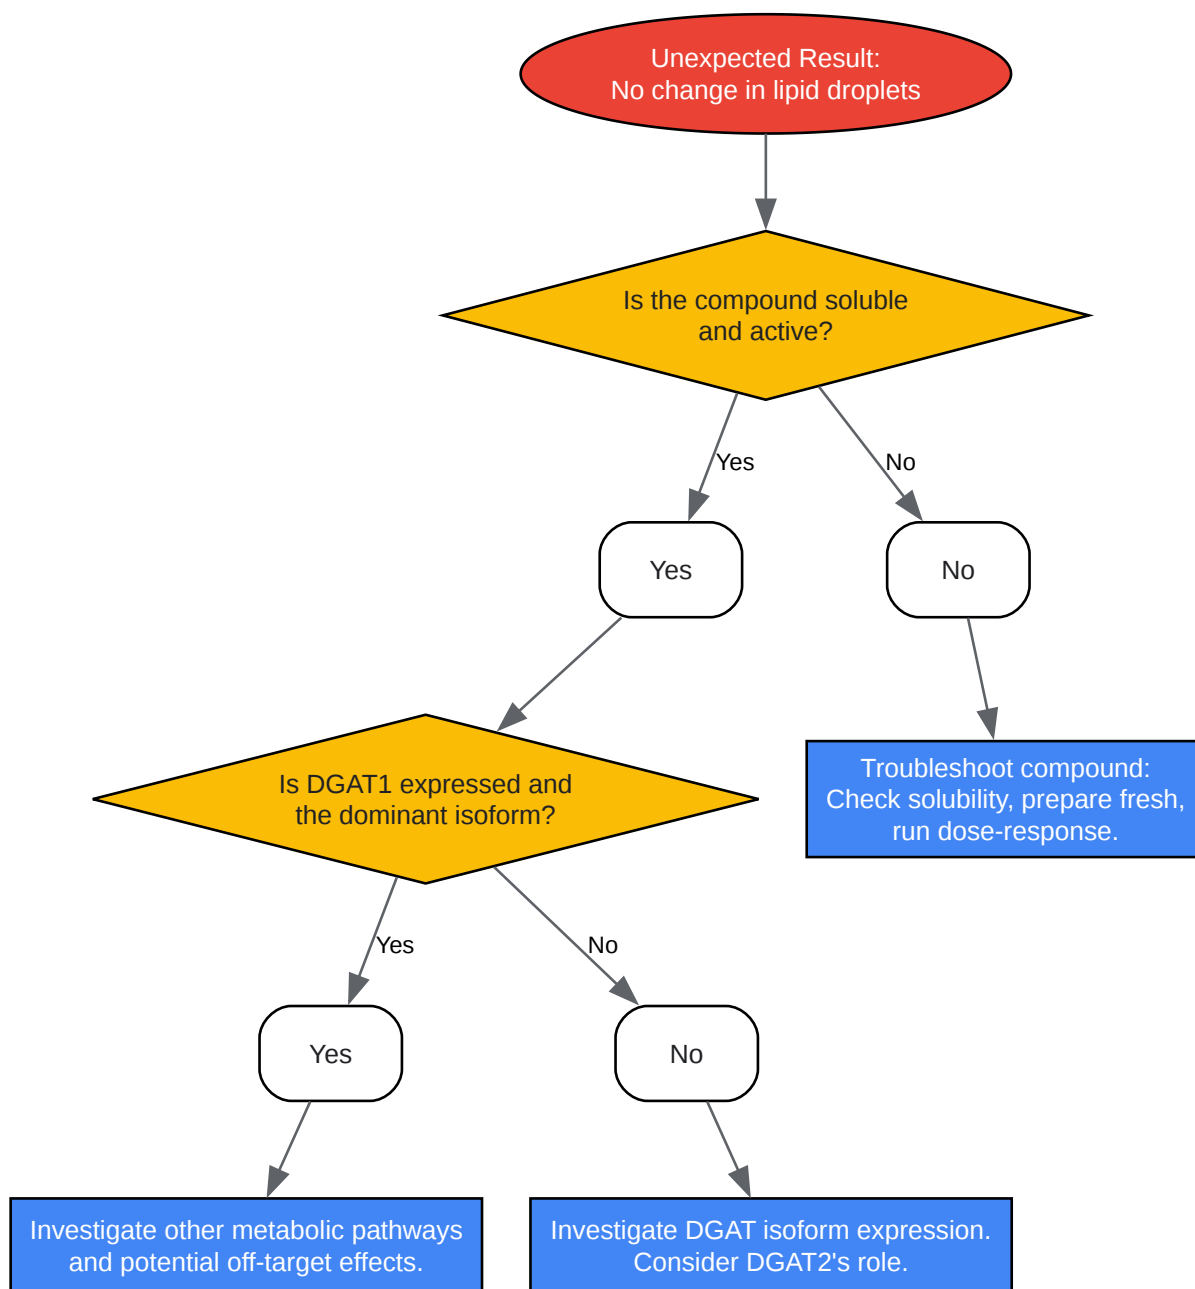 Unexpected Result:
No change in lipid droplets
Is the compound soluble
and active?
Yes
No
Yes
No
Is DGAT1 expressed and
the dominant isoform?
Troubleshoot compound:
Check solubility, prepare fresh,
run dose-response.
Yes
No
Yes
No
Investigate other metabolic pathways
and potential off-target effects.
Investigate DGAT isoform expression.
Consider DGAT2's role.